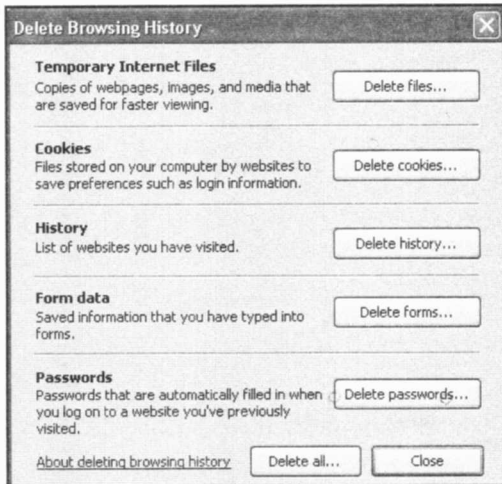 Delete Browsing History
Temporary Internet Files
Copies of webpages, images, and media that
are saved for faster viewing.
Delete files...
Cookies
Files stored on your computer by websites to
save preferences such as login information.
Delete cookies...
History
List of websites you have visited.
Delete history...
Form data
Saved information that you have typed into
forms.
Delete forms...
Passwords
Passwords that are automatically filled in when
you log on to a website you've previously
visited.
Delete passwords...
About deleting browsing history
Delete all...
Close